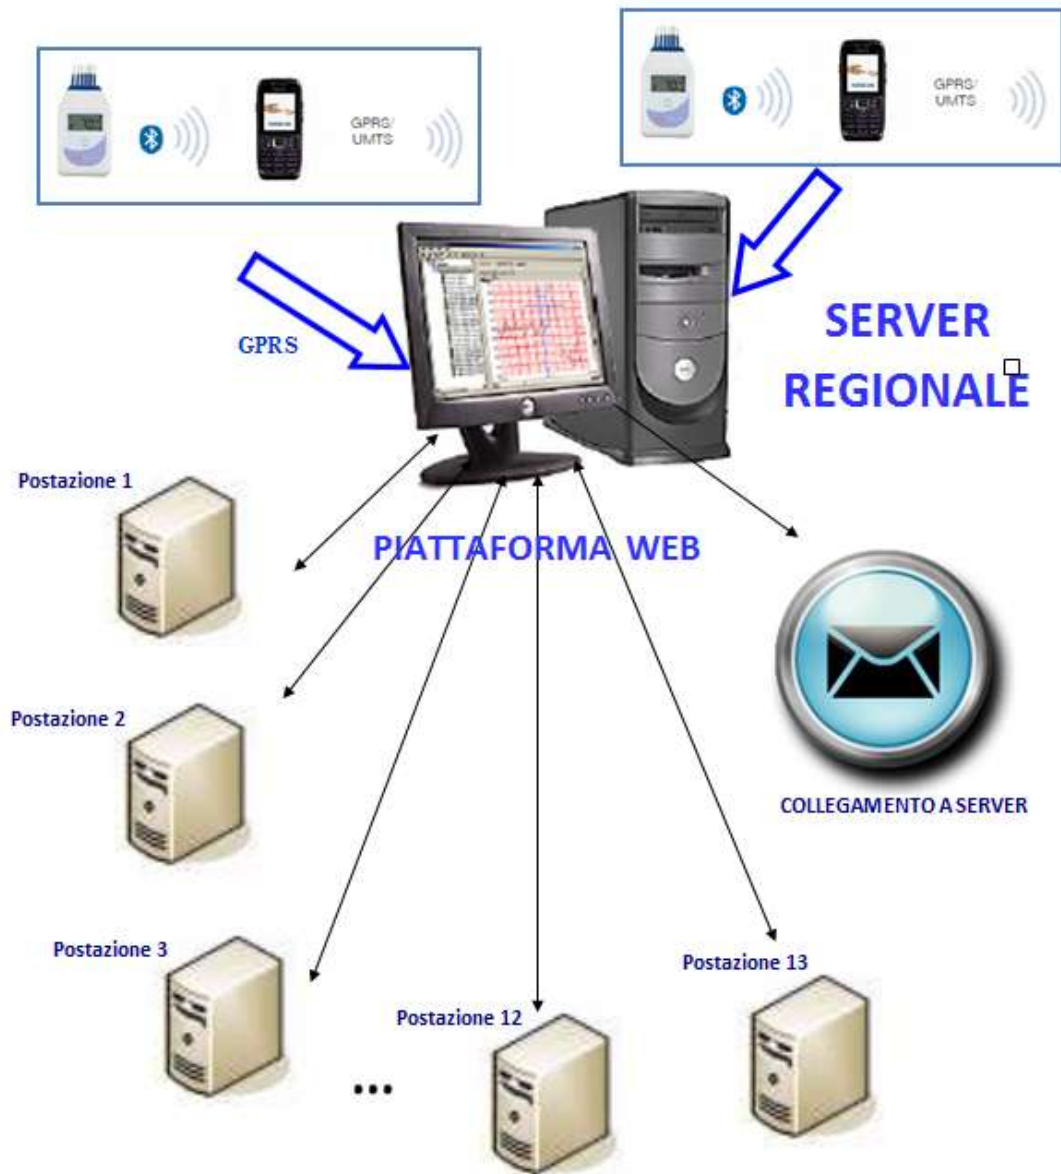 GPRS/
UMTS
GPRS/
UMTS
GPRS
SERVER
REGIONALE
Postazione 1
PIATTAFORMA WEB
Postazione 2
COLLEGAMENTO A SERVER
Postazione 3
Postazione 13
Postazione 12
...